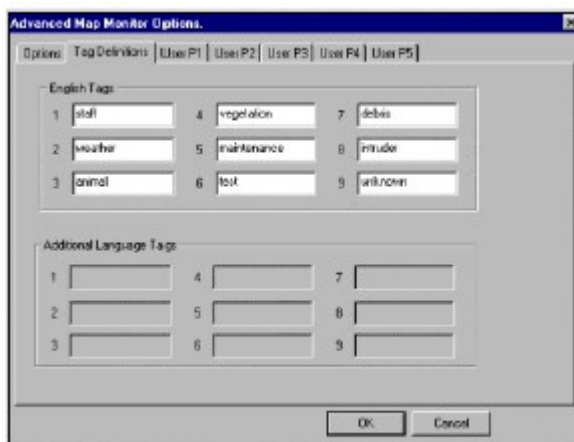 Advanced Map Monitor Options.
Options Tag Definitions User P1 User P2 User P3 User P4 User P5
English Tags
1 staff 4 vegetation 7 debris
2 weather 5 maintenance 8 intruder
3 animal 6 test 9 unknown
Additional Language Tags
1 4 7
2 5 8
3 6 9
OK Cancel